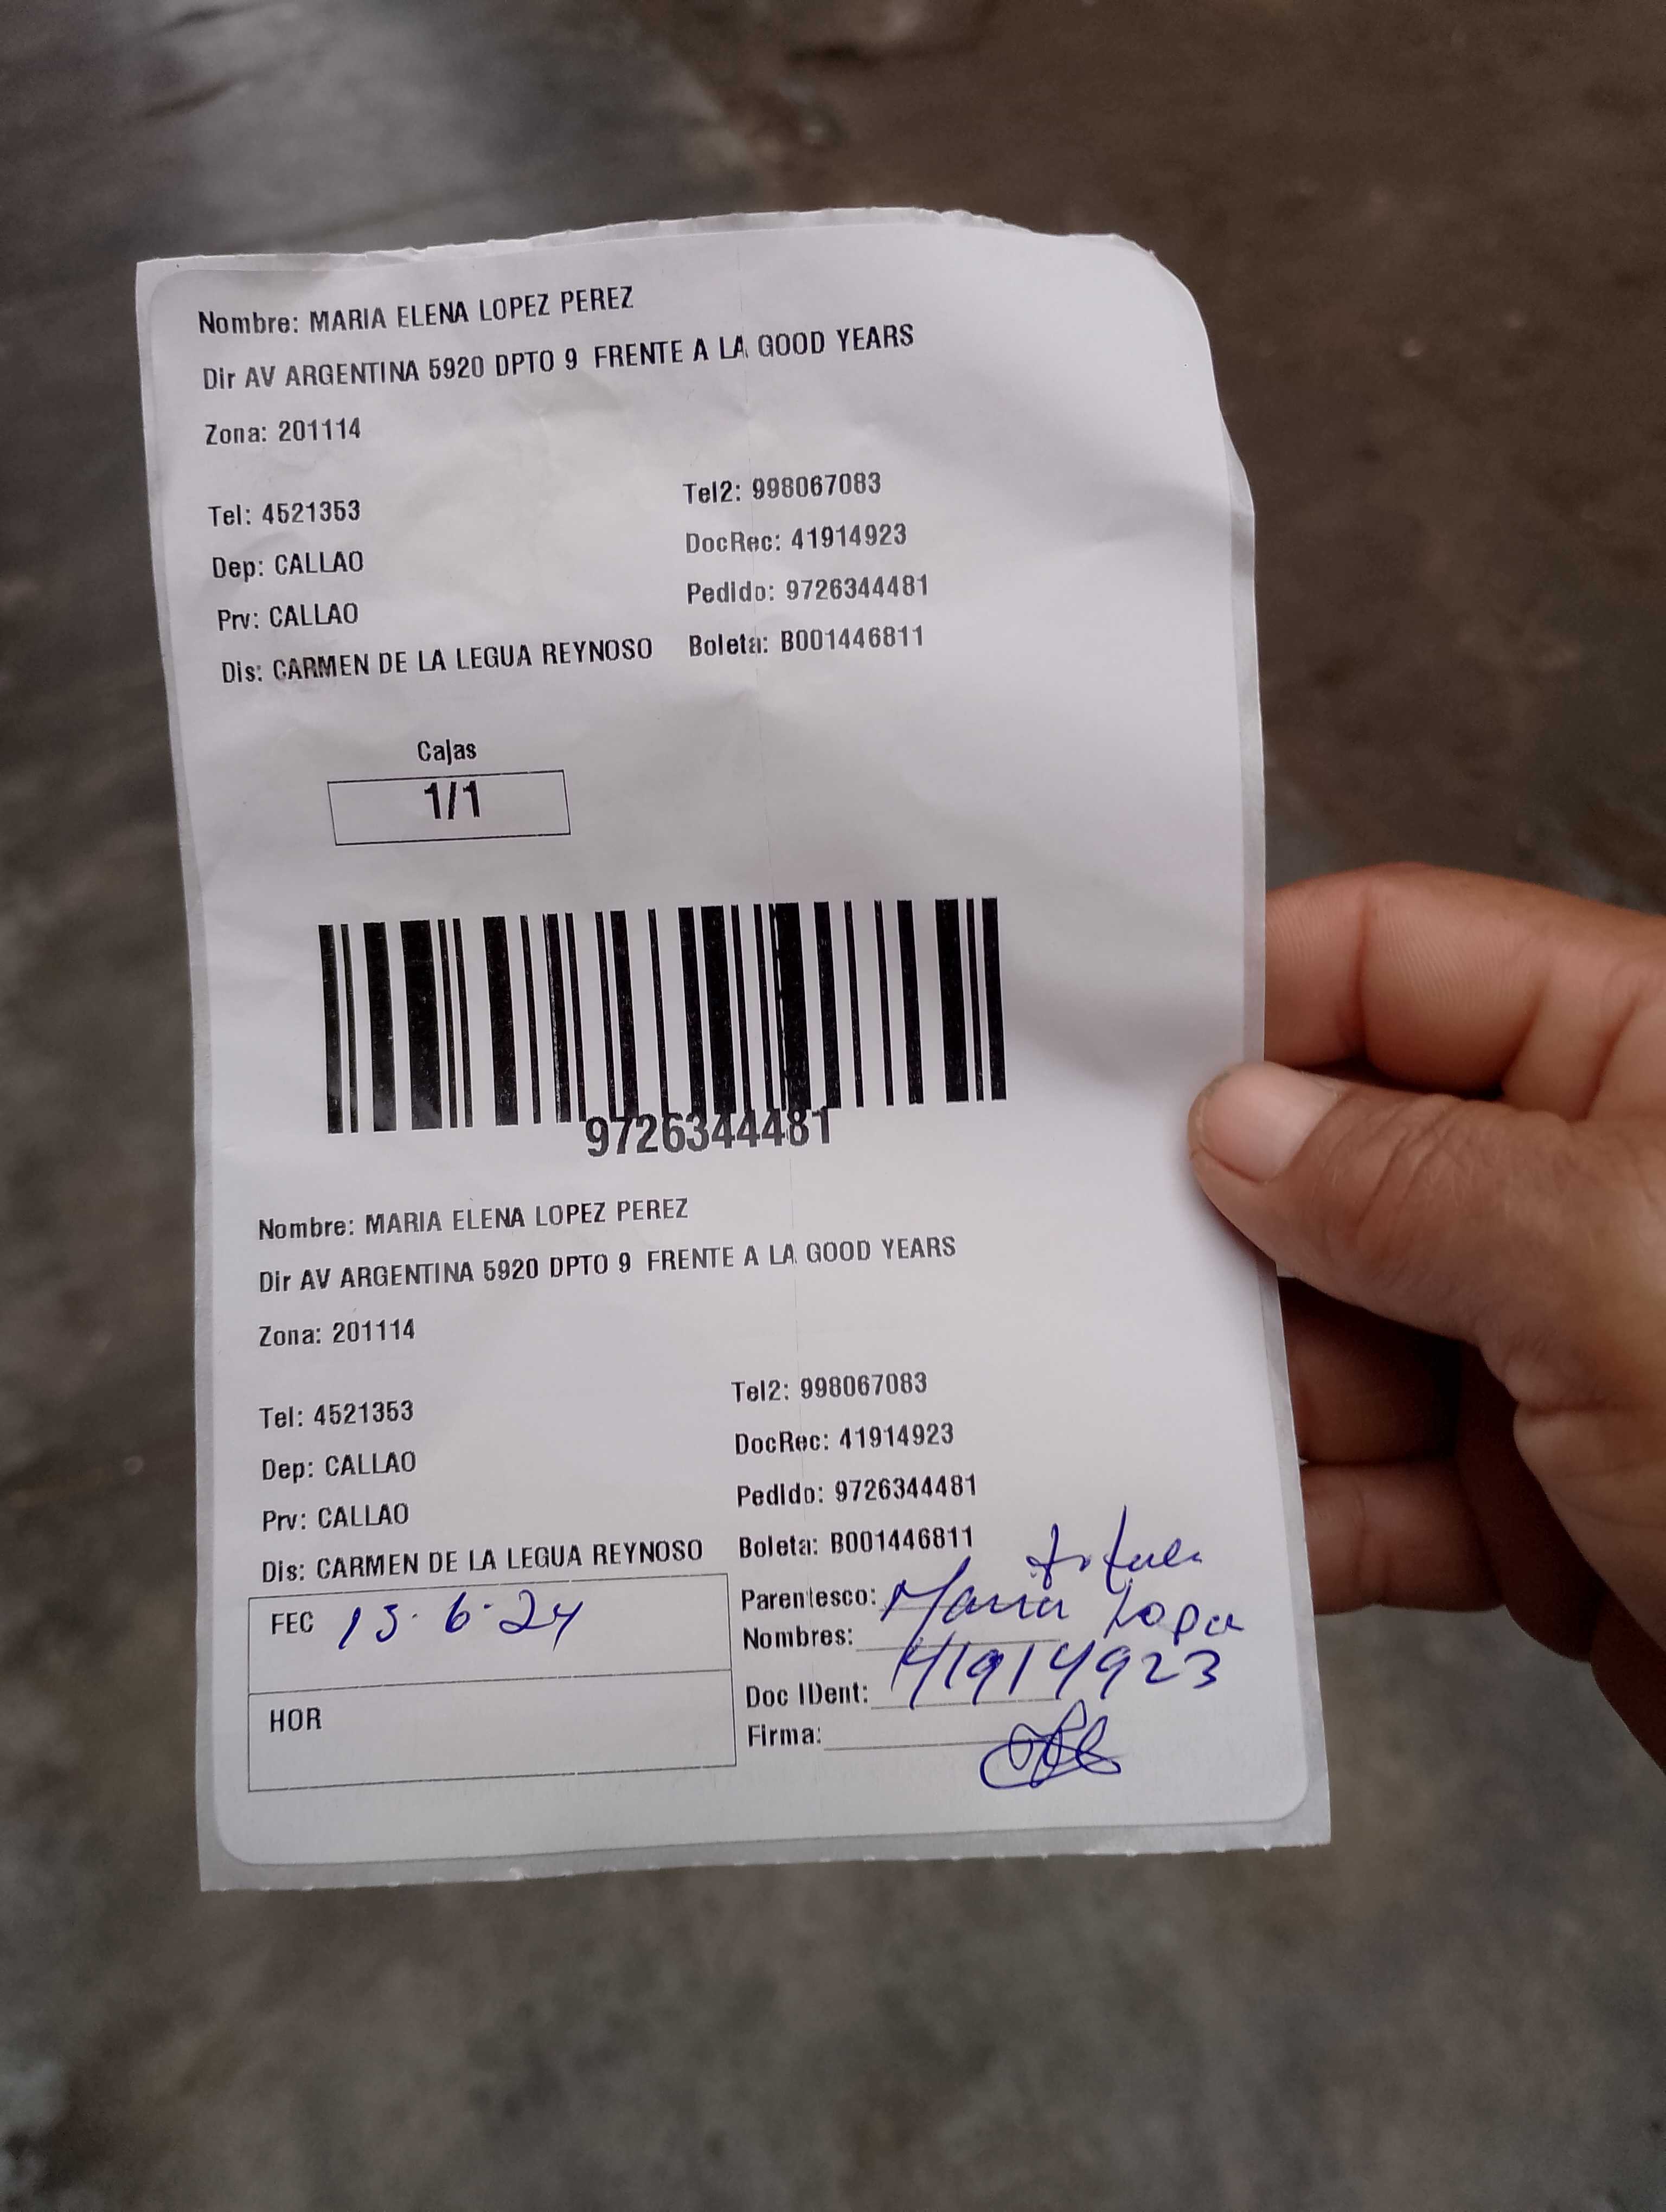 Nombre: MARIA ELENA LOPEZ PEREZ
Dir AV ARGENTINA 5920 DPTO 9 FRENTE A LA GOOD YEARS
Zona: 201114
Tel: 4521353 Tel2: 998067083
Dep: CALLAO DocRec: 41914923
Prv: CALLAO Pedido: 9726344481
Dis: CARMEN DE LA LEGUA REYNOSO Boleta: B001446811
Cajas
1/1
9726344481
Nombre: MARIA ELENA LOPEZ PEREZ
Dir AV ARGENTINA 5920 DPTO 9 FRENTE A LA GOOD YEARS
Zona: 201114
Tel: 4521353 Tel2: 998067083
Dep: CALLAO DocRec: 41914923
Prv: CALLAO Pedido: 9726344481
Dis: CARMEN DE LA LEGUA REYNOSO Boleta: B001446811
FEC 13-6-24
HOR
Parentesco:
Nombres: Maria Lopez
Doc IDent: 41914923
Firma: